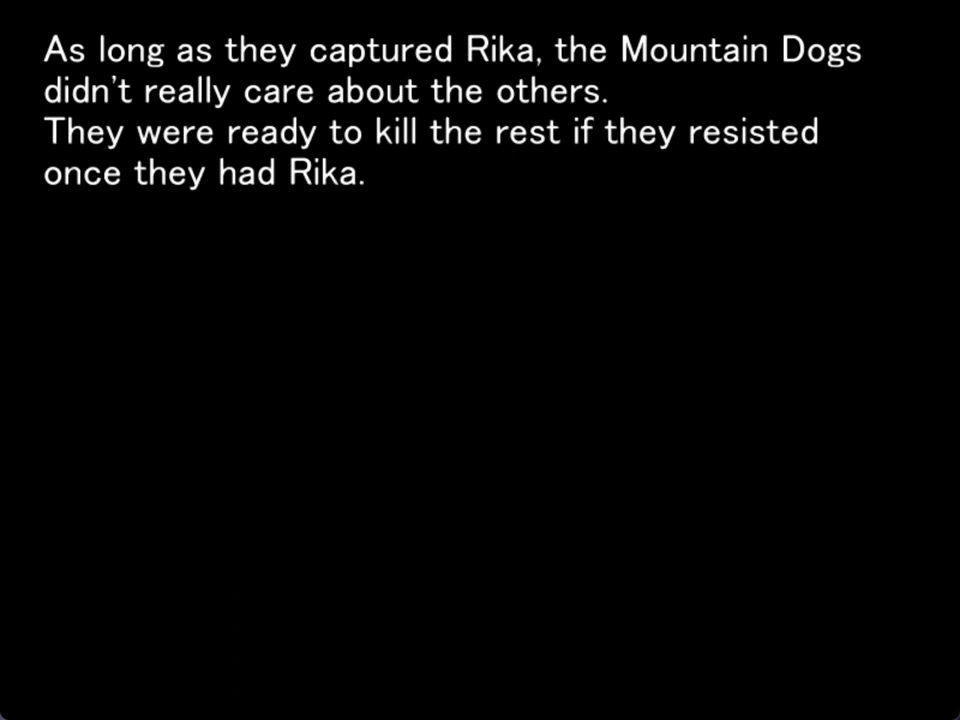 As long as they captured Rika, the Mountain Dogs
didn't really care about the others.
They were ready to kill the rest if they resisted
once they had Rika.